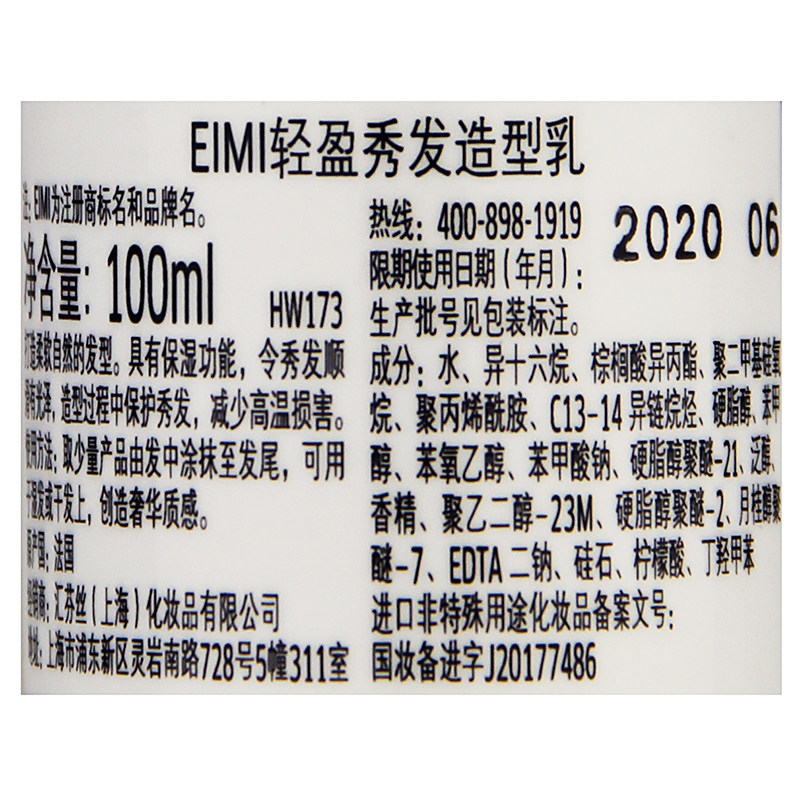 EIMI轻盈秀发造型乳
注：EIMI为注册商标名和品牌名。
净含量：100ml
HW173
打造柔软自然的发型。具有保湿功能，令秀发顺
滑有光泽，造型过程中保护秀发，减少高温损害。
使用方法：取少量产品由发中涂抹至发尾，可用
于湿发或干发上，创造奢华质感。
原产国：法国
经销商：汇芬丝（上海）化妆品有限公司
地址：上海市浦东新区灵岩南路728号5幢311室
热线：400-898-1919
2020 06
限期使用日期（年月）：
生产批号见包装标注。
成分：水、异十六烷、棕榈酸异丙酯、聚二甲基硅氧
烷、聚丙烯酰胺、C13-14 异链烷烃、硬脂醇、苯甲
醇、苯氧乙醇、苯甲酸钠、硬脂醇聚醚-21、泛醇、
香精、聚乙二醇-23M、硬脂醇聚醚-2、月桂醇聚
醚-7、EDTA 二钠、硅石、柠檬酸、丁羟甲苯
进口非特殊用途化妆品备案文号：
国妆备进字J20177486